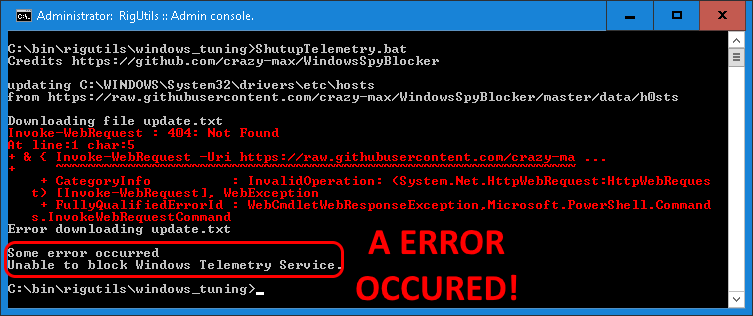 Administrator: RigUtils :: Admin console.
C:\bin\rigutils\windows_tuning>ShutupTelemetry.bat
Credits https://github.com/crazy-max/WindowsSpyBlocker
updating C:\WINDOWS\System32\drivers\etc\hosts
from https://raw.githubusercontent.com/crazy-max/WindowsSpyBlocker/master/data/h0sts
Downloading file update.txt
Invoke-WebRequest : 404: Not Found
At line:1 char:5
+ & { Invoke-WebRequest -Uri https://raw.githubusercontent.com/crazy-ma ...
+     ~~~~~~~~~~~~~~~~~~~~~~~~~~~~~~~~~~~~~~~~~~~~~~~~~~~~~~~~~~~~~~~~~
    + CategoryInfo          : InvalidOperation: (System.Net.HttpWebRequest:HttpWebReques
   t) [Invoke-WebRequest], WebException
    + FullyQualifiedErrorId : WebCmdletWebResponseException,Microsoft.PowerShell.Command
   s.InvokeWebRequestCommand
Error downloading update.txt
Some error occurred
Unable to block Windows Telemetry Service.
C:\bin\rigutils\windows_tuning>_
A ERROR
OCCURED!